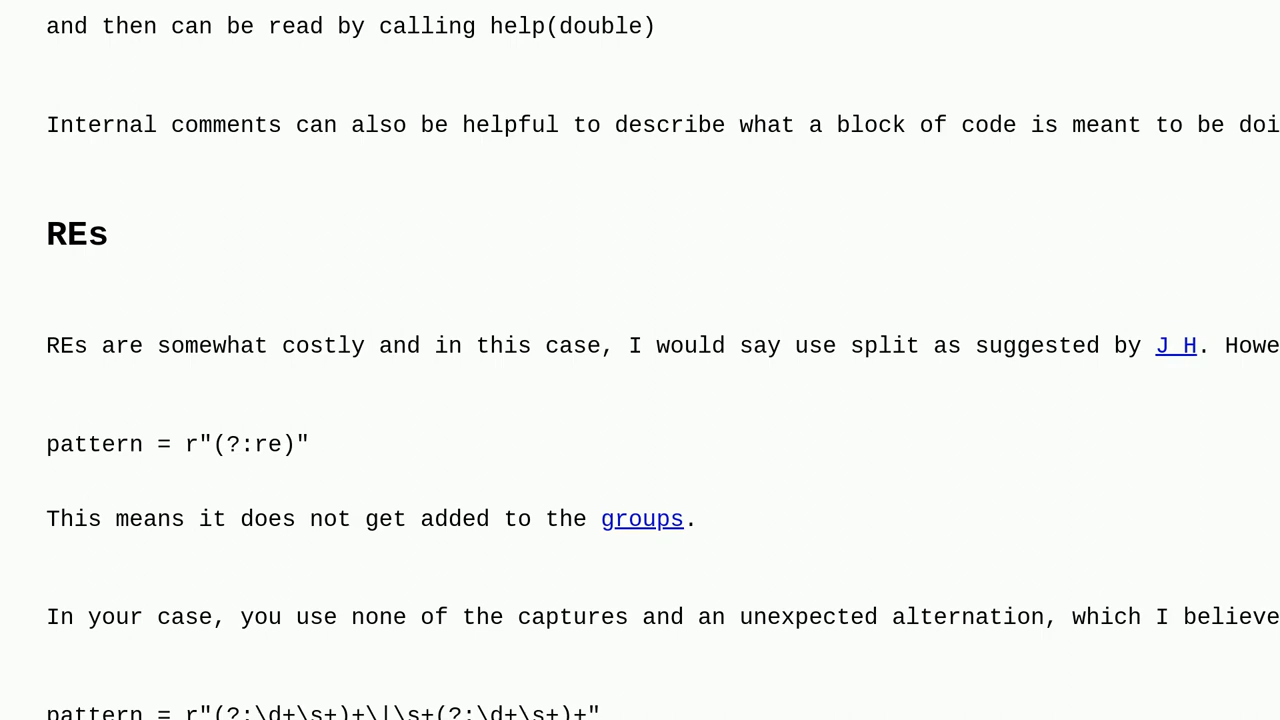 and then can be read by calling help(double)
Internal comments can also be helpful to describe what a block of code is meant to be doi
REs
REs are somewhat costly and in this case, I would say use split as suggested by J H. Howe
pattern = r"(?:re)"
This means it does not get added to the groups.
In your case, you use none of the captures and an unexpected alternation, which I believe
pattern = r"(?:\d+\s+)+\|\s+(?:\d+\s+)+"